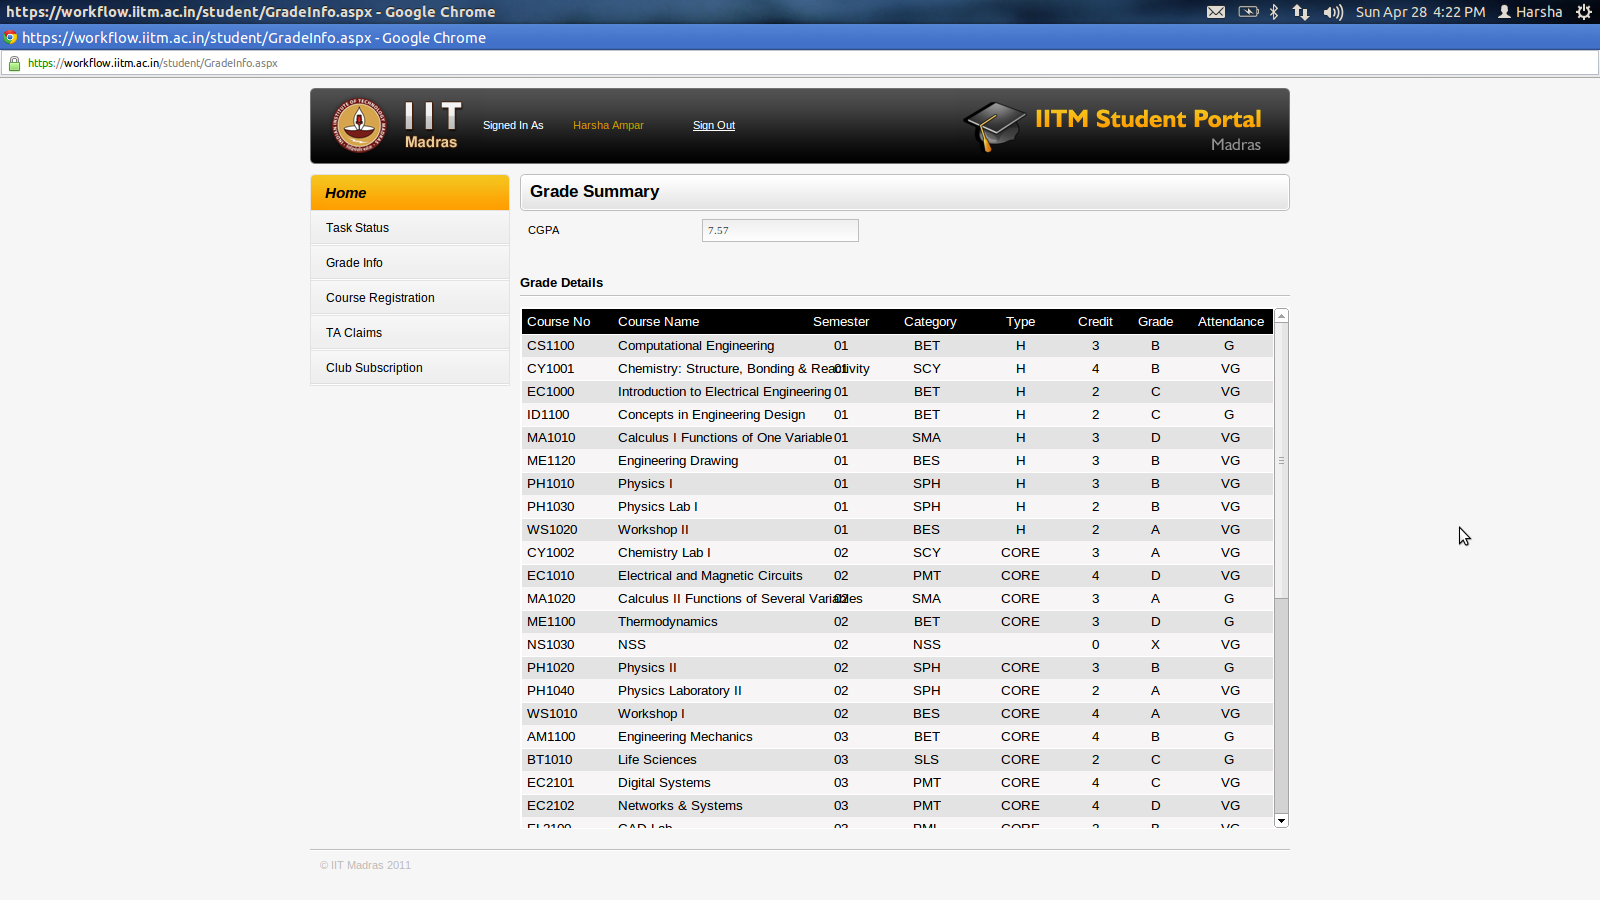 https://workflow.iitm.ac.in/student/GradeInfo.aspx - Google Chrome Sun Apr 28 4:22 PM Harsha
https://workflow.iitm.ac.in/student/GradeInfo.aspx - Google Chrome
https://workflow.iitm.ac.in/student/GradeInfo.aspx
IIT Madras
Signed In As Harsha Ampar Sign Out
IITM Student Portal
Madras
Home
Task Status
Grade Info
Course Registration
TA Claims
Club Subscription
Grade Summary
CGPA 7.57
Grade Details
Course No Course Name Semester Category Type Credit Grade Attendance
CS1100 Computational Engineering 01 BET H 3 B G
CY1001 Chemistry: Structure, Bonding & Reactivity 01 SCY H 4 B VG
EC1000 Introduction to Electrical Engineering 01 BET H 2 C VG
ID1100 Concepts in Engineering Design 01 BET H 2 C G
MA1010 Calculus I Functions of One Variable 01 SMA H 3 D VG
ME1120 Engineering Drawing 01 BES H 3 B VG
PH1010 Physics I 01 SPH H 3 B VG
PH1030 Physics Lab I 01 SPH H 2 B VG
WS1020 Workshop II 01 BES H 2 A VG
CY1002 Chemistry Lab I 02 SCY CORE 3 A VG
EC1010 Electrical and Magnetic Circuits 02 PMT CORE 4 D VG
MA1020 Calculus II Functions of Several Variables 02 SMA CORE 3 A G
ME1100 Thermodynamics 02 BET CORE 3 D G
NS1030 NSS 02 NSS 0 X VG
PH1020 Physics II 02 SPH CORE 3 B G
PH1040 Physics Laboratory II 02 SPH CORE 2 A VG
WS1010 Workshop I 02 BES CORE 4 A VG
AM1100 Engineering Mechanics 03 BET CORE 4 B G
BT1010 Life Sciences 03 SLS CORE 2 C G
EC2101 Digital Systems 03 PMT CORE 4 C VG
EC2102 Networks & Systems 03 PMT CORE 4 D VG
CAD Lab 03 PML CORE B VG
© IIT Madras 2011